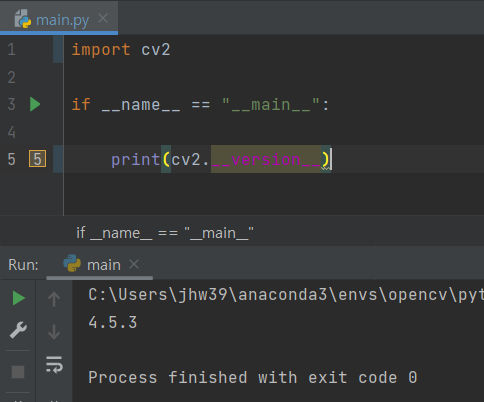 main.py
1 import cv2
2
3 if __name__ == "__main__":
4
5 5 print(cv2.__version__)
if __name__ == "__main__"
Run: main
C:\Users\jhw39\anaconda3\envs\opencv\pyt
4.5.3
Process finished with exit code 0